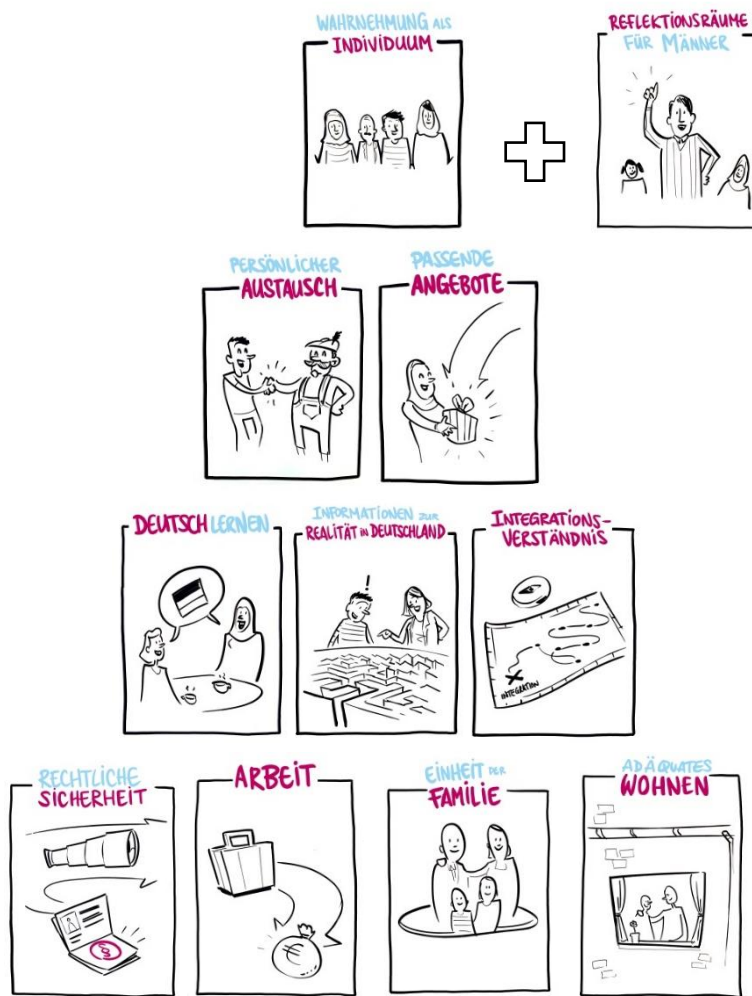 WAHRNEHMUNG ALS
INDIVIDUUM
REFLEKTIONSRÄUME
FÜR MÄNNER
PERSÖNLICHER
AUSTAUSCH
PASSENDE
ANGEBOTE
DEUTSCH LERNEN
INFORMATIONEN ZUR
REALITÄT IN DEUTSCHLAND
!
INTEGRATIONS-
VERSTÄNDNIS
INTEGRATION
RECHTLICHE
SICHERHEIT
§
ARBEIT
€
EINHEIT DER
FAMILIE
ADÄQUATES
WOHNEN